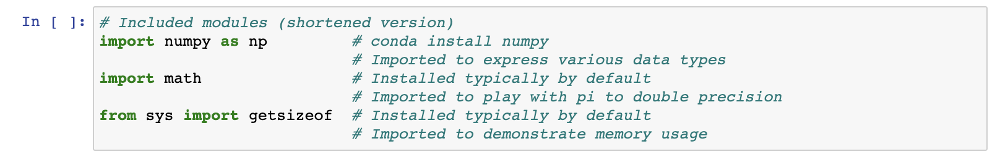 In [ ]: # Included modules (shortened version)
import numpy as np # conda install numpy
# Imported to express various data types
import math # Installed typically by default
# Imported to play with pi to double precision
from sys import getsizeof # Installed typically by default
# Imported to demonstrate memory usage